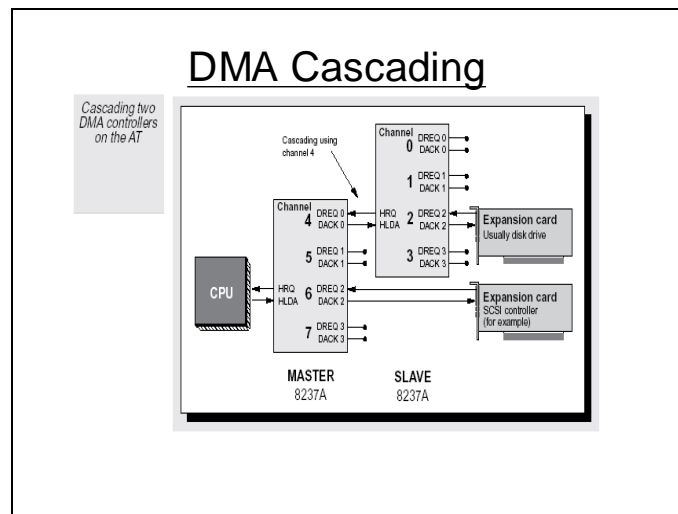 DMA Cascading
Cascading two
DMA controllers
on the AT
Cascading using
channel 4
Channel
0
DREQ 0
DACK 0
1
DREQ 1
DACK 1
HRQ
HLDA
2
DREQ 2
DACK 2
3
DREQ 3
DACK 3
Expansion card
Usually disk drive
Channel
4
DREQ 0
DACK 0
5
DREQ 1
DACK 1
CPU
HRQ
HLDA
6
DREQ 2
DACK 2
7
DREQ 3
DACK 3
Expansion card
SCSI controller
(for example)
MASTER
8237A
SLAVE
8237A